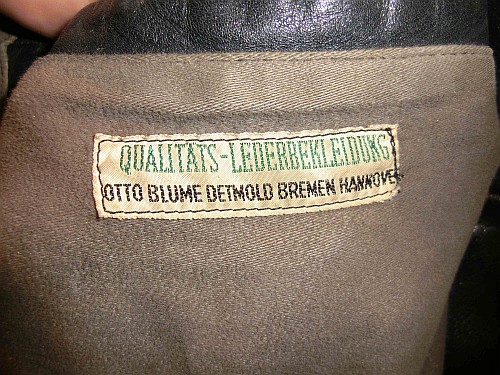 QUALITÄTS-LEDERBEKLEIDUNG
OTTO BLUME DETMOLD BREMEN HANNOVER